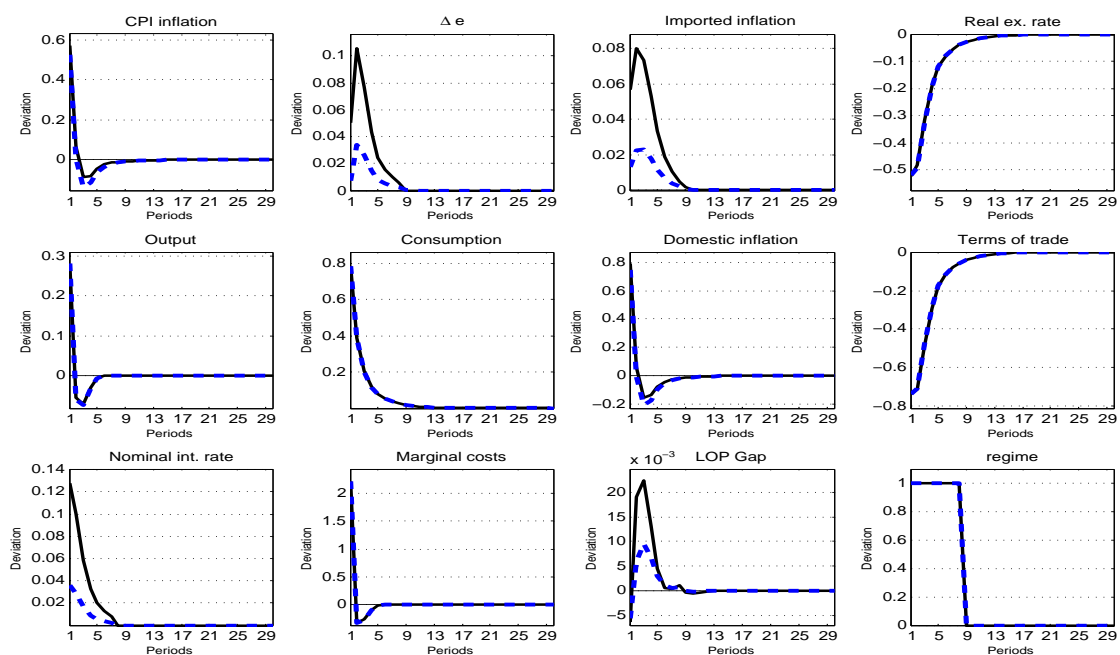 CPI inflation
0.6
0.4
0.2
0
Deviation
1 5 9 13 17 21 25 29
Periods
Δ e
0.1
0.08
0.06
0.04
0.02
0
Deviation
1 5 9 13 17 21 25 29
Periods
Imported inflation
0.08
0.06
0.04
0.02
0
Deviation
1 5 9 13 17 21 25 29
Periods
Real ex. rate
0
−0.1
−0.2
−0.3
−0.4
−0.5
Deviation
1 5 9 13 17 21 25 29
Periods
Output
0.3
0.2
0.1
0
Deviation
1 5 9 13 17 21 25 29
Periods
Consumption
0.8
0.6
0.4
0.2
Deviation
1 5 9 13 17 21 25 29
Periods
Domestic inflation
0.8
0.6
0.4
0.2
0
−0.2
Deviation
1 5 9 13 17 21 25 29
Periods
Terms of trade
0
−0.2
−0.4
−0.6
−0.8
Deviation
1 5 9 13 17 21 25 29
Periods
Nominal int. rate
0.14
0.12
0.1
0.08
0.06
0.04
0.02
Deviation
1 5 9 13 17 21 25 29
Periods
Marginal costs
2
1.5
1
0.5
0
Deviation
1 5 9 13 17 21 25 29
Periods
LOP Gap
x 10⁻³
20
15
10
5
0
−5
Deviation
1 5 9 13 17 21 25 29
Periods
regime
1
0.8
0.6
0.4
0.2
0
Deviation
1 5 9 13 17 21 25 29
Periods